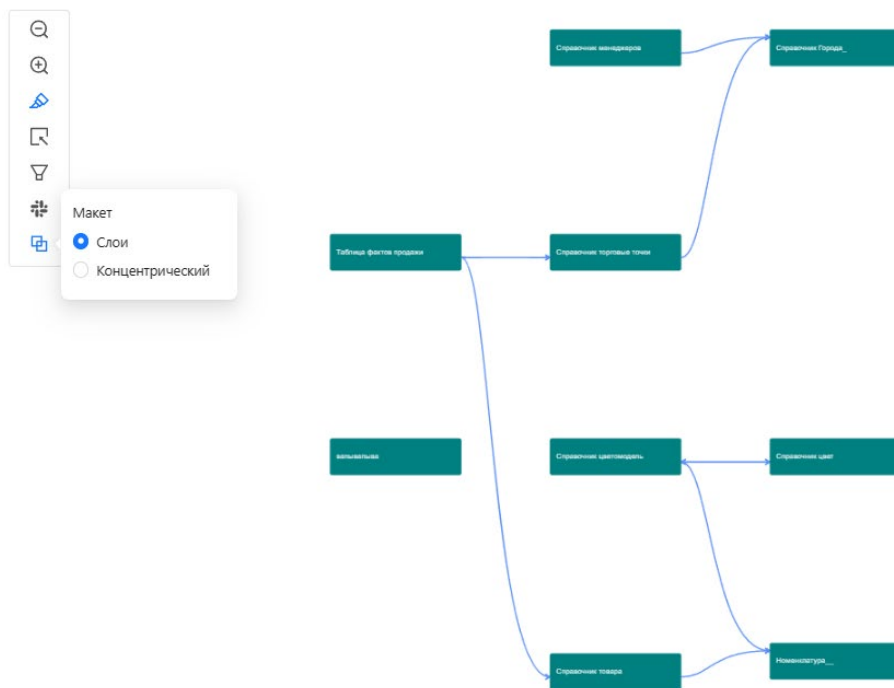 Справочник менеджеров
Справочник Города_
Макет
Слои
Концентрический
Таблица фактов продажи
Справочник торговые точки
Справочник цветомодель
Справочник цвет
Справочник товара
Номенклатура__